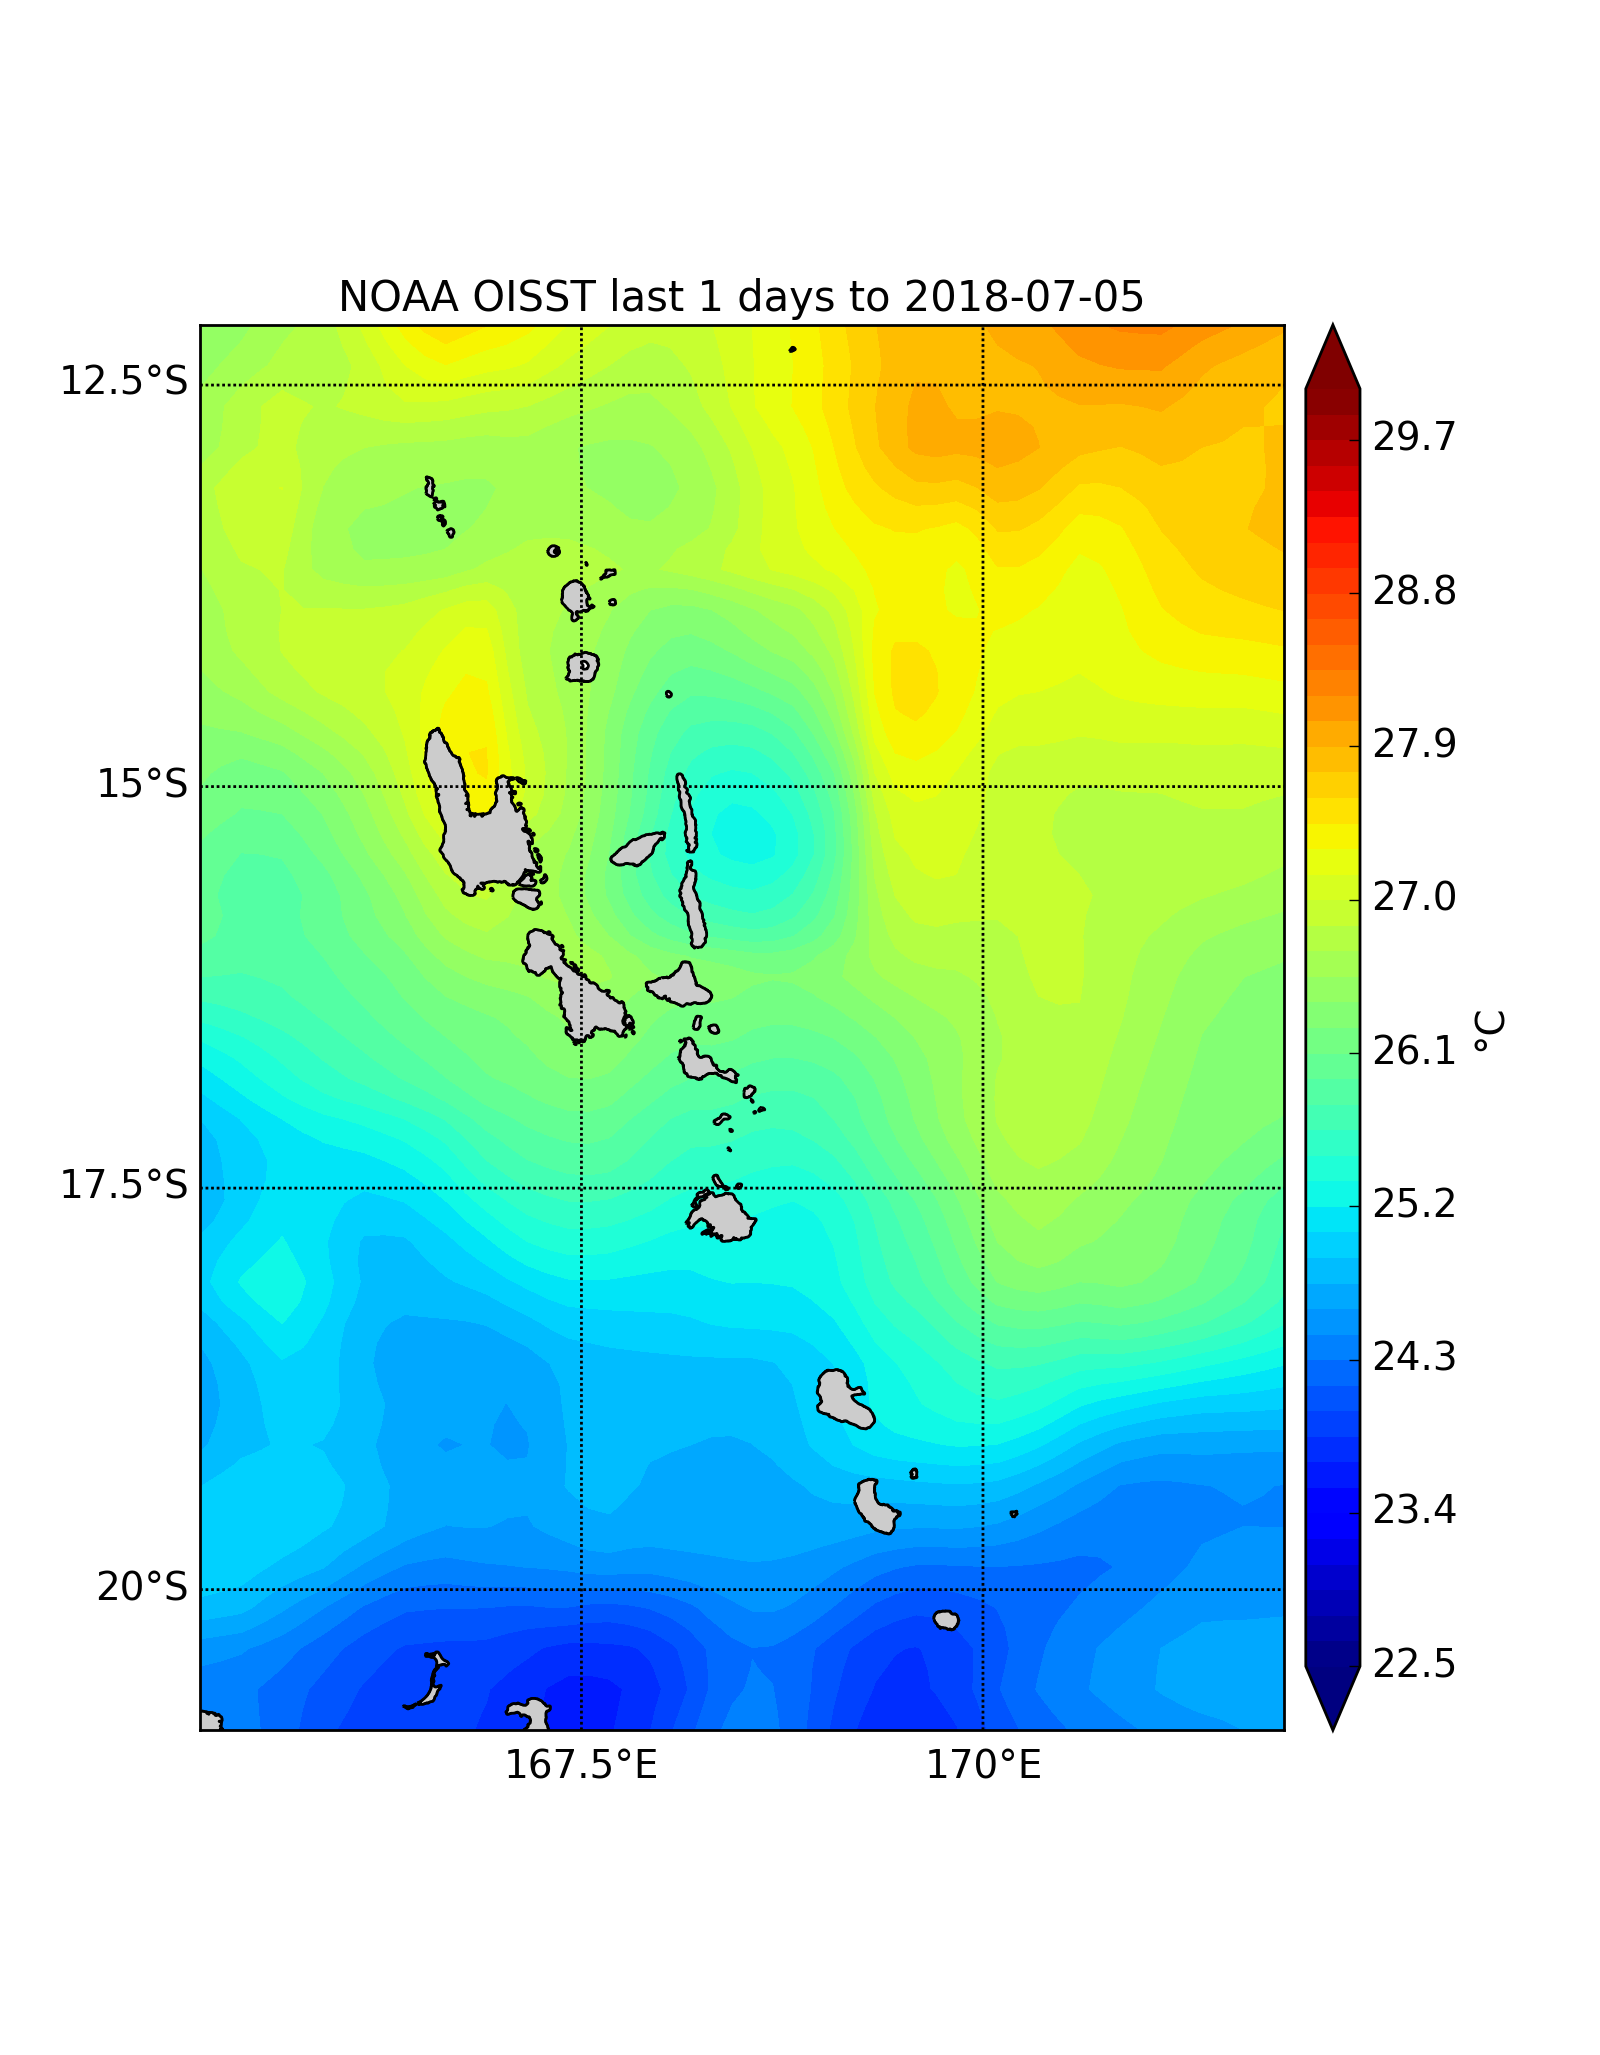 NOAA OISST last 1 days to 2018-07-05
12.5°S
15°S
17.5°S
20°S
167.5°E
170°E
29.7
28.8
27.9
27.0
26.1
25.2
24.3
23.4
22.5
°C